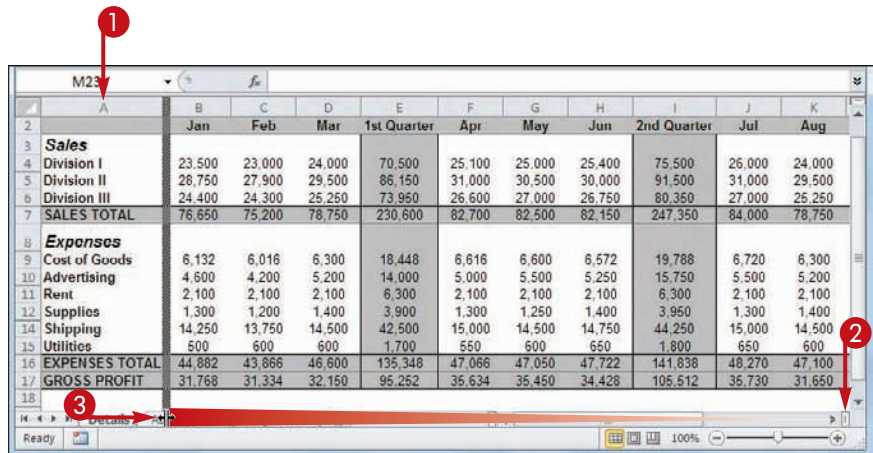 1
M23 fx
A B C D E F G H I J K
2 Jan Feb Mar 1st Quarter Apr May Jun 2nd Quarter Jul Aug
3 Sales
4 Division I 23,500 23,000 24,000 70,500 25,100 25,000 25,400 75,500 26,000 24,000
5 Division II 28,750 27,900 29,500 86,150 31,000 30,500 30,000 91,500 31,000 29,500
6 Division III 24,400 24,300 25,250 73,950 26,600 27,000 26,750 80,350 27,000 25,250
7 SALES TOTAL 76,650 75,200 78,750 230,600 82,700 82,500 82,150 247,350 84,000 78,750
8 Expenses
9 Cost of Goods 6,132 6,016 6,300 18,448 6,616 6,600 6,572 19,788 6,720 6,300
10 Advertising 4,600 4,200 5,200 14,000 5,000 5,500 5,250 15,750 5,500 5,200
11 Rent 2,100 2,100 2,100 6,300 2,100 2,100 2,100 6,300 2,100 2,100
12 Supplies 1,300 1,200 1,400 3,900 1,300 1,250 1,400 3,950 1,300 1,400
14 Shipping 14,250 13,750 14,500 42,500 15,000 14,500 14,750 44,250 15,000 14,500
15 Utilities 500 600 600 1,700 550 600 650 1,800 650 600
16 EXPENSES TOTAL 44,882 43,866 46,600 135,348 47,066 47,050 47,722 141,838 48,270 47,100
17 GROSS PROFIT 31,768 31,334 32,150 95,252 35,634 35,450 34,428 105,512 35,730 31,650
2
18
3 Details
Ready 100%